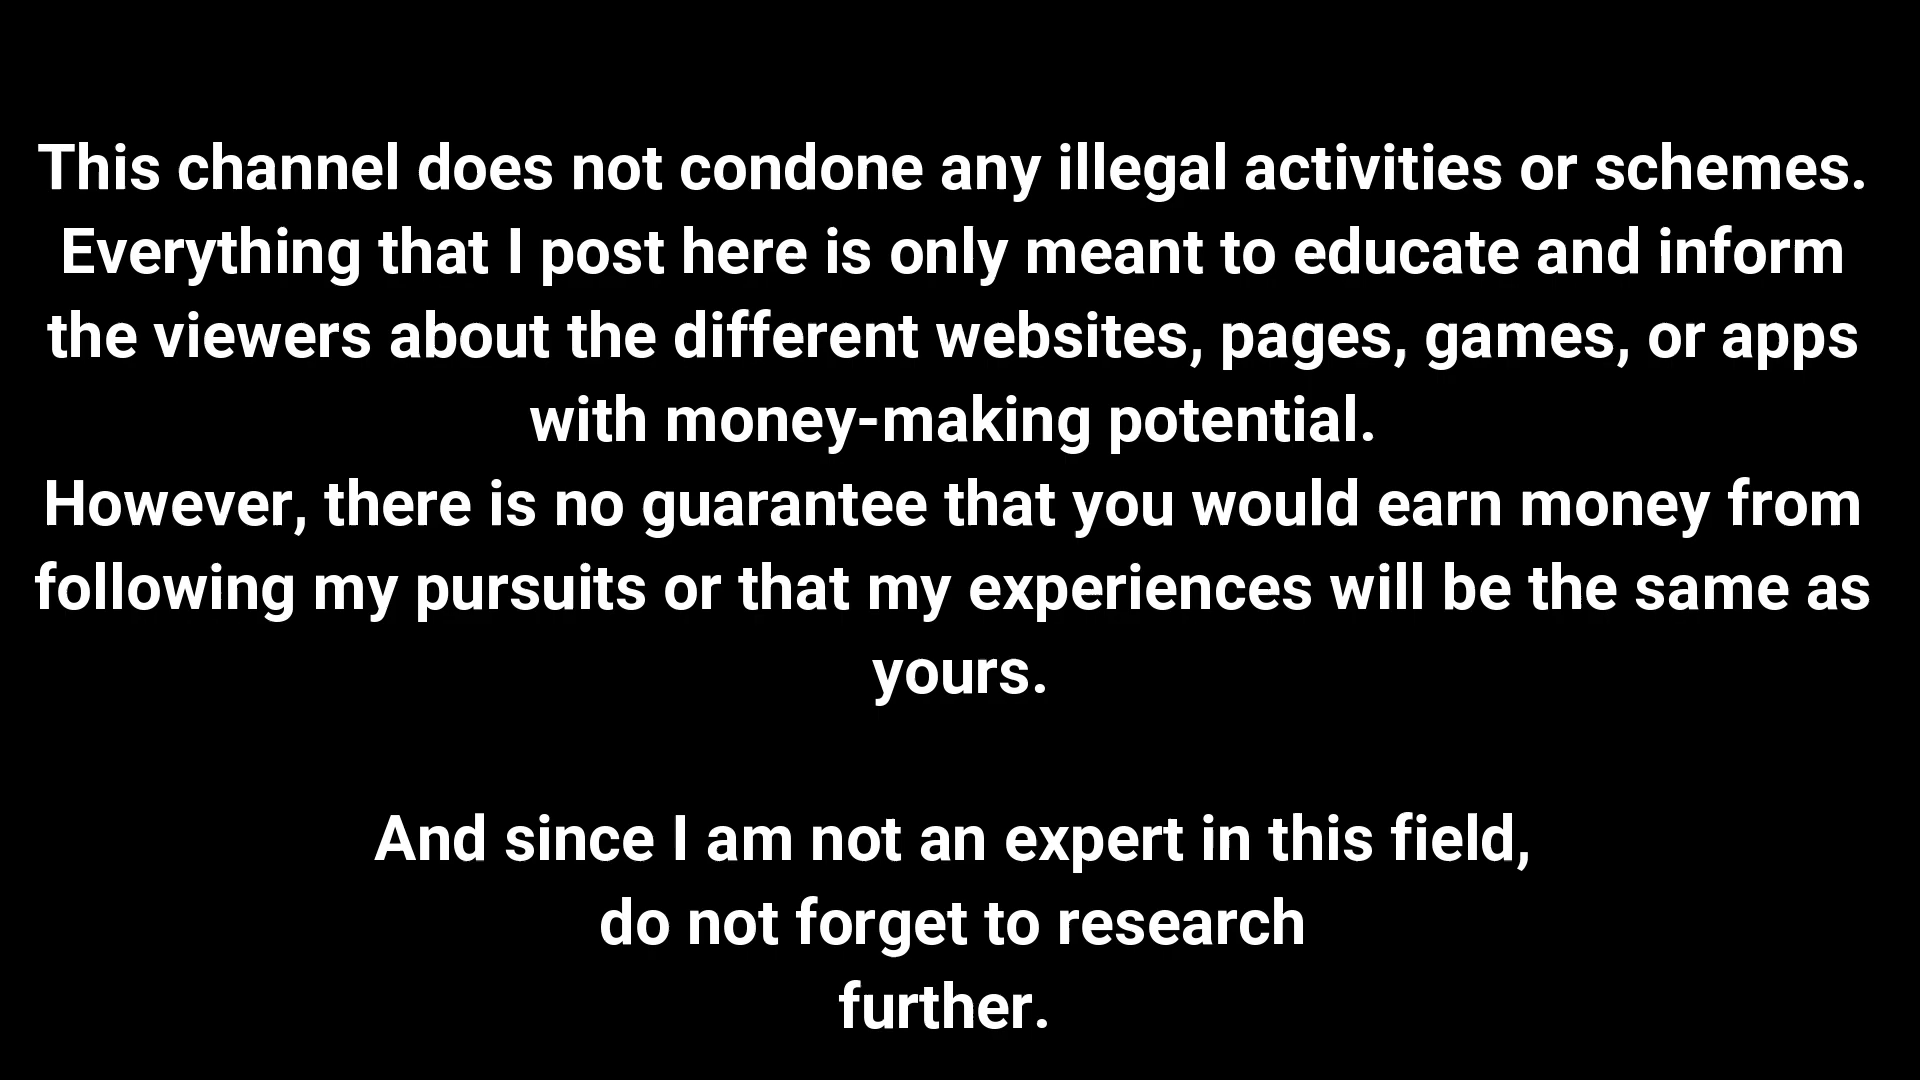 This channel does not condone any illegal activities or schemes.
Everything that I post here is only meant to educate and inform
the viewers about the different websites, pages, games, or apps
with money-making potential.
However, there is no guarantee that you would earn money from
following my pursuits or that my experiences will be the same as
yours.
And since I am not an expert in this field,
do not forget to research
further.